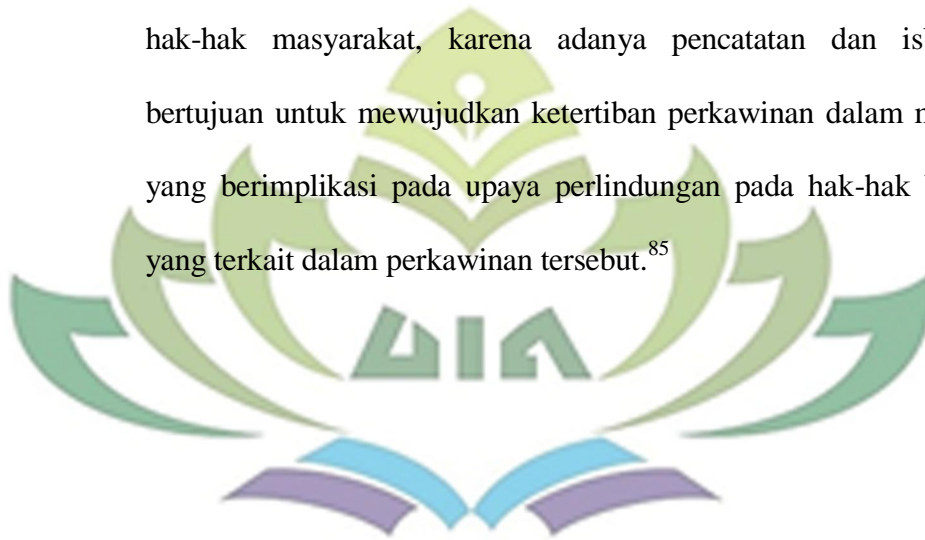 hak-hak masyarakat, karena adanya pencatatan dan
bertujuan untuk mewujudkan ketertiban perkawinan dalam
yang berimplikasi pada upaya perlindungan pada hak-hak
yang terkait dalam perkawinan tersebut.85
UIN